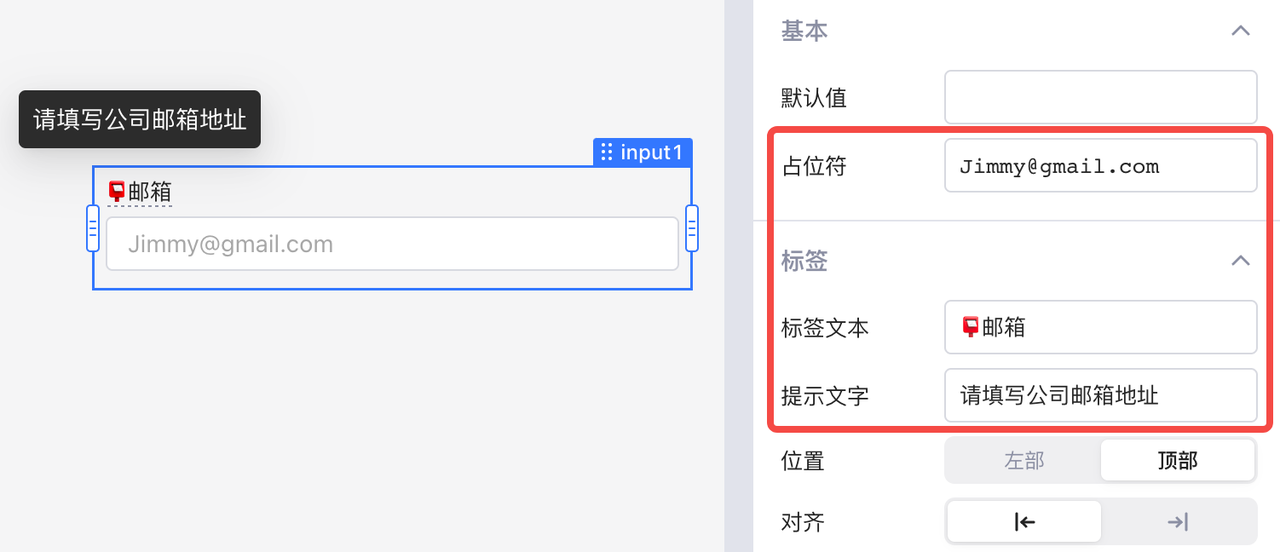 请填写公司邮箱地址
input1
📮邮箱
Jimmy@gmail.com
基本
默认值
占位符 Jimmy@gmail.com
标签
标签文本 📮邮箱
提示文字 请填写公司邮箱地址
位置 左部 顶部
对齐